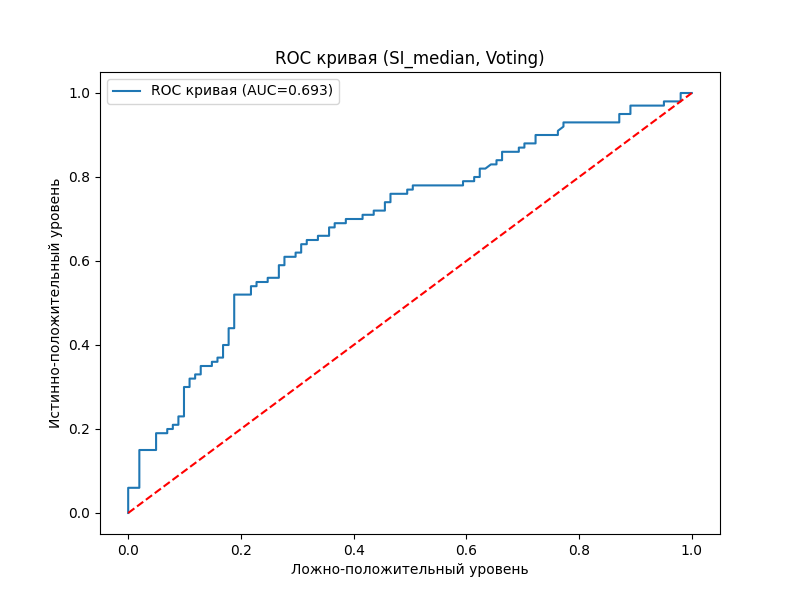 ROC кривая (SI_median, Voting)
ROC кривая (AUC=0.693)
1.0
0.8
0.6
0.4
0.2
0.0
Истинно-положительный уровень
0.0 0.2 0.4 0.6 0.8 1.0
Ложно-положительный уровень